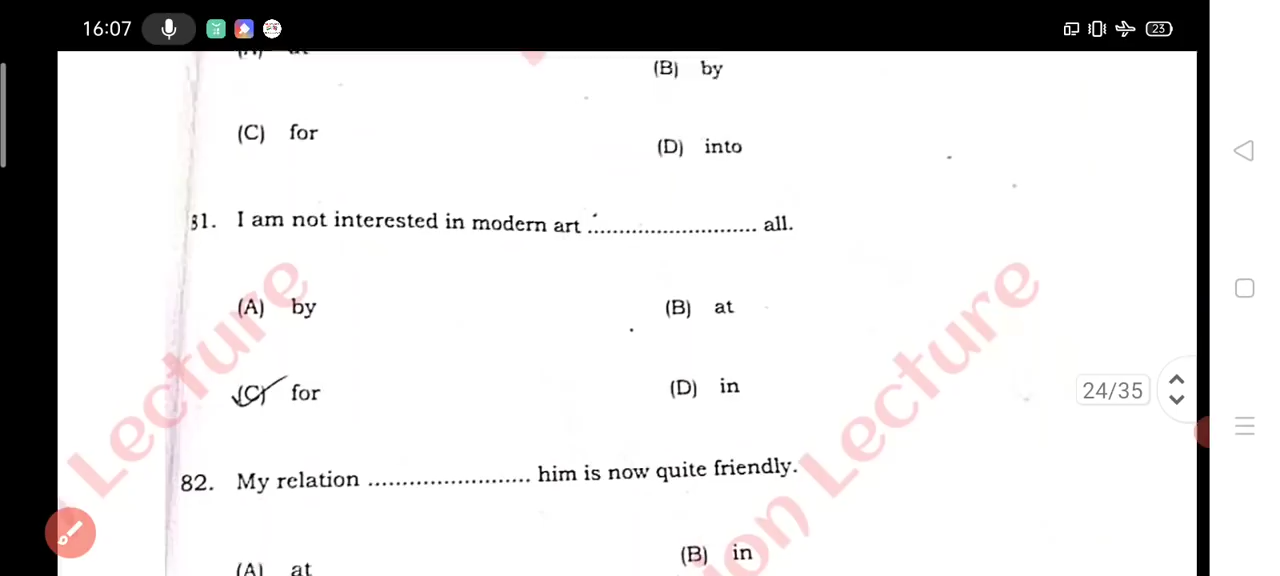 16:07
23
(B) by
(C) for
(D) into
81. I am not interested in modern art ........................... all.
(A) by
(B) at
(C) for
(D) in
24/35
82. My relation ........................ him is now quite friendly.
(B) in
(A) at
Lecture
Lecture